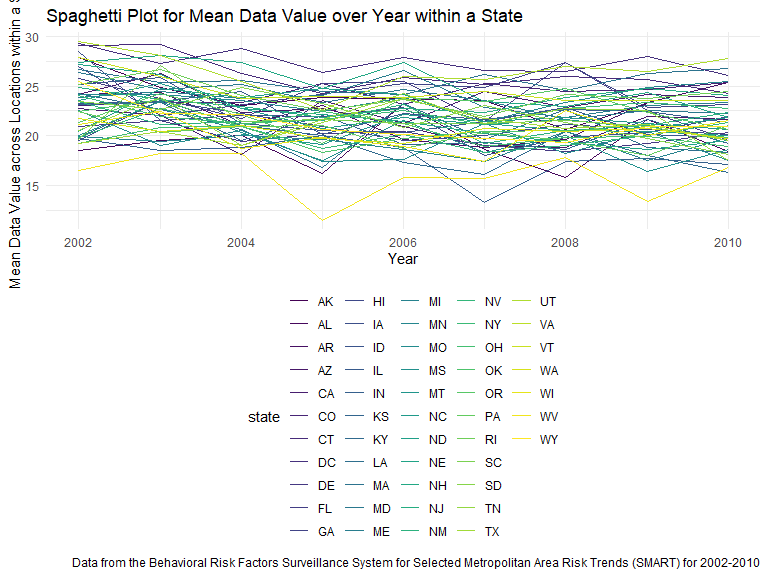 Spaghetti Plot for Mean Data Value over Year within a State
Mean Data Value across Locations within a S
30
25
20
15
2002 2004 2006 2008 2010
Year
state
AK HI MI NV UT
AL IA MN NY VA
AR ID MO OH VT
AZ IL MS OK WA
CA IN MT OR WI
CO KS NC PA WV
CT KY ND RI WY
DC LA NE SC
DE MA NH SD
FL MD NJ TN
GA ME NM TX
Data from the Behavioral Risk Factors Surveillance System for Selected Metropolitan Area Risk Trends (SMART) for 2002-2010